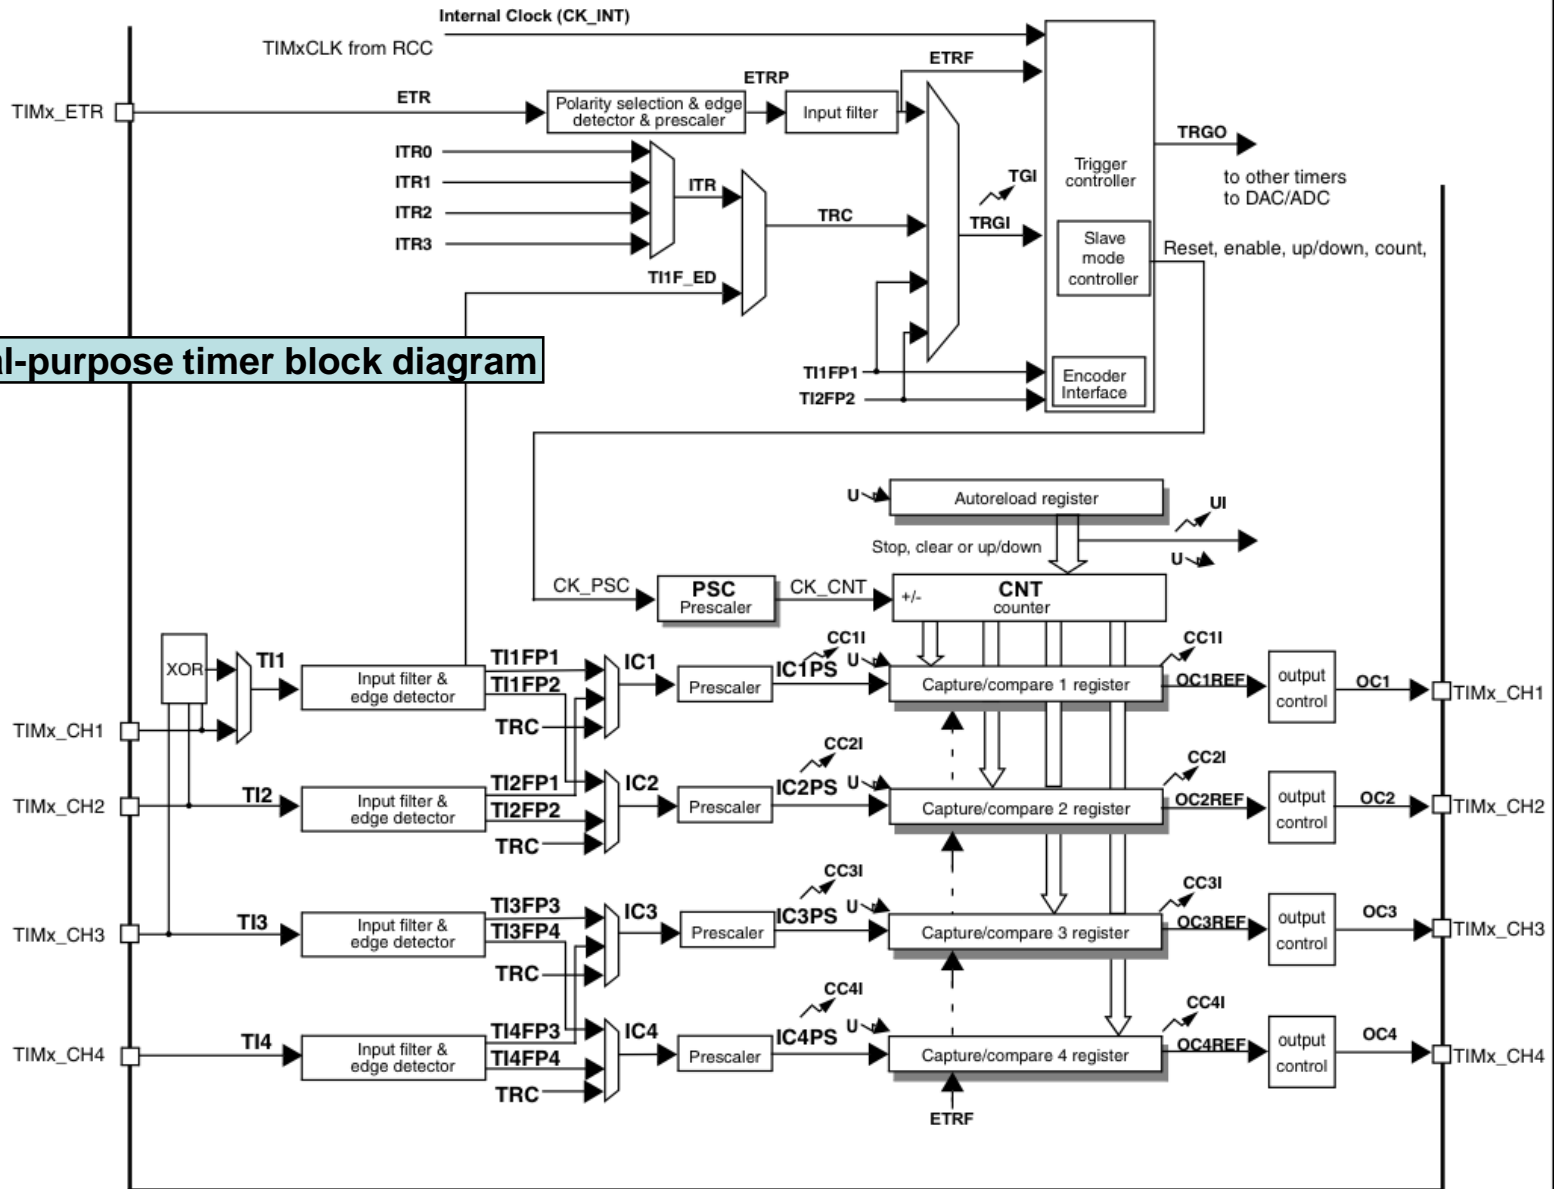 Internal Clock (CK_INT)
TIMxCLK from RCC
ETRF
ETRP
ETR
TIMx_ETR
Polarity selection & edge
detector & prescaler
Input filter
TRGO
to other timers
to DAC/ADC
ITR0
ITR1
ITR2
ITR3
ITR
TRC
TI1F_ED
TGI
TRGI
Trigger
controller
Slave
mode
controller
Reset, enable, up/down, count,
al-purpose timer block diagram
TI1FP1
TI2FP2
Encoder
Interface
U
Autoreload register
UI
Stop, clear or up/down
U
CK_PSC
PSC
Prescaler
CK_CNT
+/-
CNT
counter
XOR
TI1
Input filter &
edge detector
TI1FP1
TI1FP2
TRC
IC1
Prescaler
CC1I
IC1PS
U
Capture/compare 1 register
CC1I
OC1REF
output
control
OC1
TIMx_CH1
TIMx_CH1
TIMx_CH2
TI2
Input filter &
edge detector
TI2FP1
TI2FP2
TRC
IC2
Prescaler
CC2I
IC2PS
U
Capture/compare 2 register
CC2I
OC2REF
output
control
OC2
TIMx_CH2
TIMx_CH3
TI3
Input filter &
edge detector
TI3FP3
TI3FP4
TRC
IC3
Prescaler
CC3I
IC3PS
U
Capture/compare 3 register
CC3I
OC3REF
output
control
OC3
TIMx_CH3
TIMx_CH4
TI4
Input filter &
edge detector
TI4FP3
TI4FP4
TRC
IC4
Prescaler
CC4I
IC4PS
U
Capture/compare 4 register
CC4I
OC4REF
output
control
OC4
TIMx_CH4
ETRF